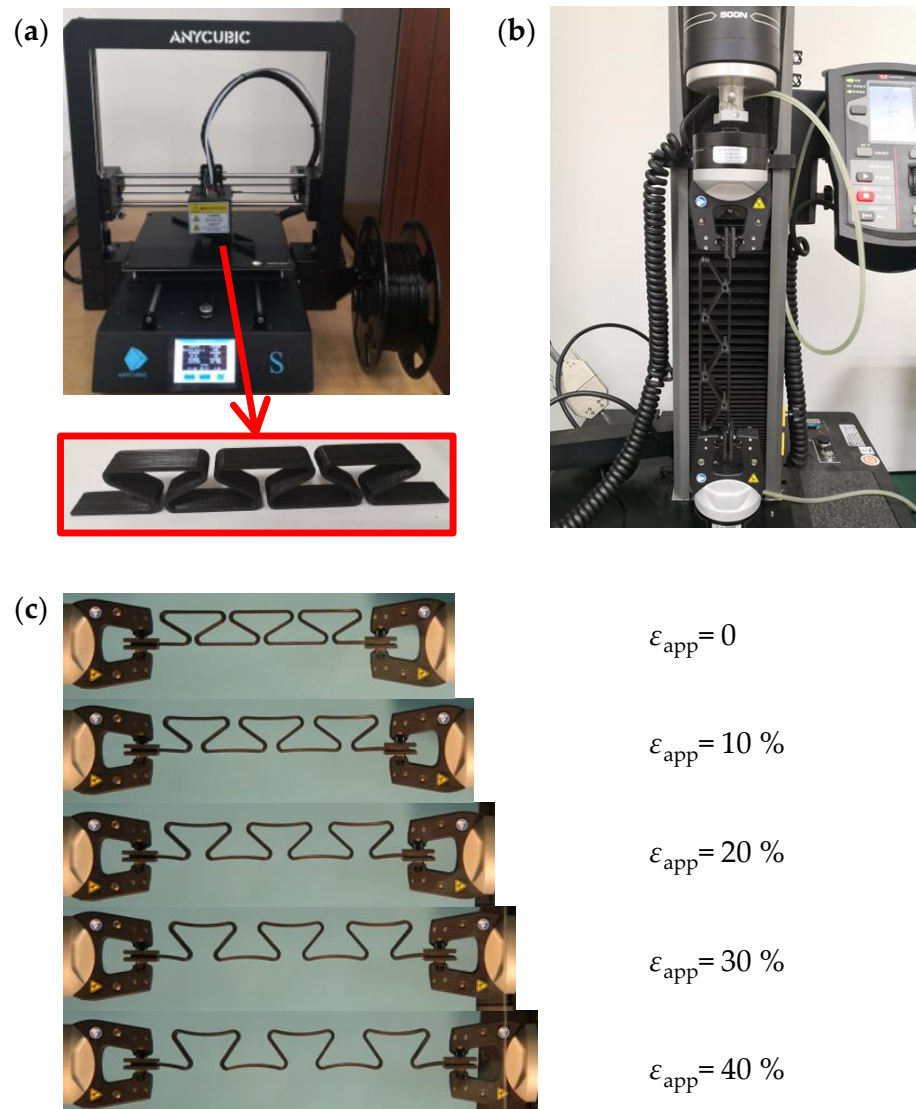 (a)
ANYCUBIC
ANYCUBIC
S
(b)
500N
(c)
εapp= 0
εapp= 10 %
εapp= 20 %
εapp= 30 %
εapp= 40 %